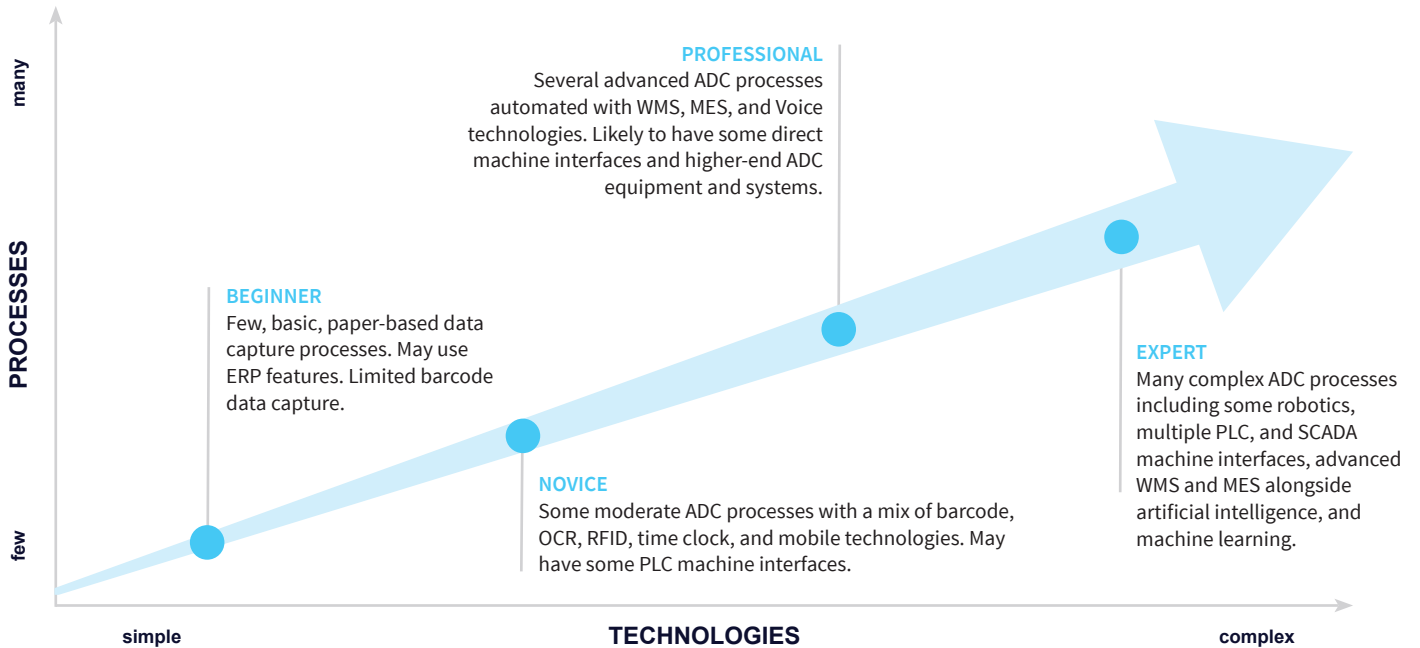 many
PROCESSES
few
PROFESSIONAL
Several advanced ADC processes
automated with WMS, MES, and Voice
technologies. Likely to have some direct
machine interfaces and higher-end ADC
equipment and systems.
BEGINNER
Few, basic, paper-based data
capture processes. May use
ERP features. Limited barcode
data capture.
NOVICE
Some moderate ADC processes with a mix of barcode,
OCR, RFID, time clock, and mobile technologies. May
have some PLC machine interfaces.
EXPERT
Many complex ADC processes
including some robotics,
multiple PLC, and SCADA
machine interfaces, advanced
WMS and MES alongside
artificial intelligence, and
machine learning.
simple
TECHNOLOGIES
complex